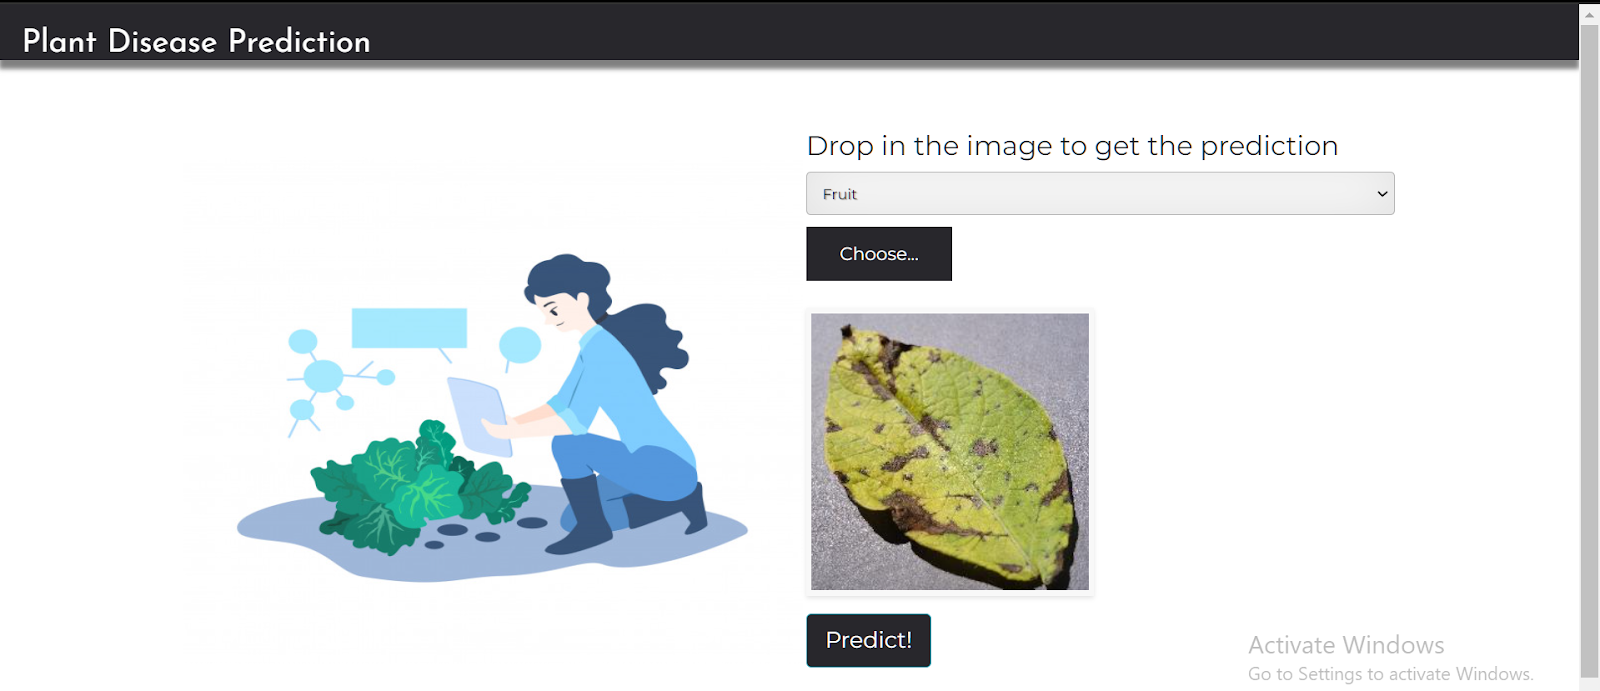 Plant Disease Prediction
Drop in the image to get the prediction
Fruit
Choose...
Predict!
Activate Windows
Go to Settings to activate Windows.